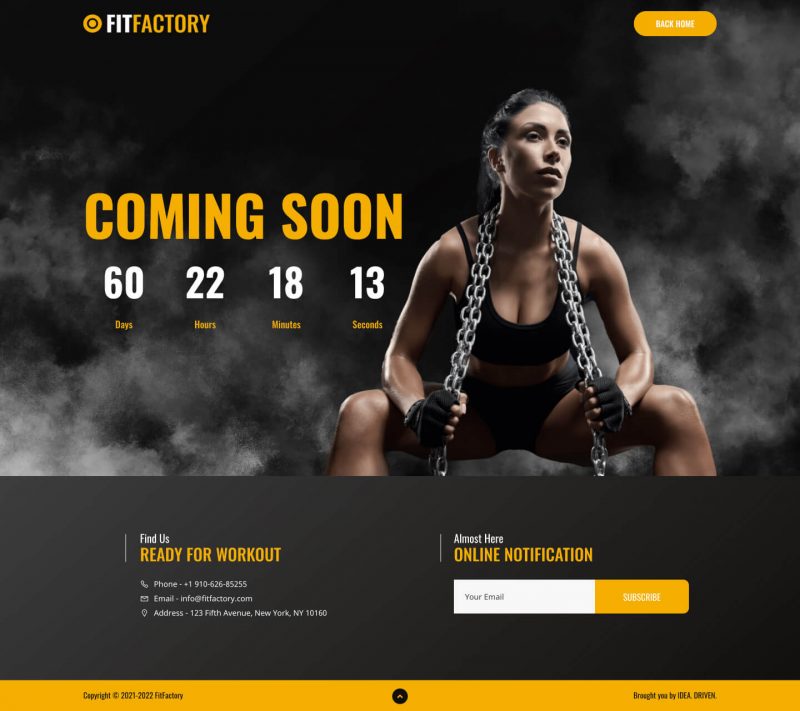 FITFACTORY
BACK HOME
COMING SOON
60 22 18 13
Days Hours Minutes Seconds
Find Us
READY FOR WORKOUT
Phone - +1 910-626-85255
Email - info@fitfactory.com
Address - 123 Fifth Avenue, New York, NY 10160
Almost Here
ONLINE NOTIFICATION
Your Email
SUBSCRIBE
Copyright © 2021-2022 FitFactory
Brought you by IDEA. DRIVEN.